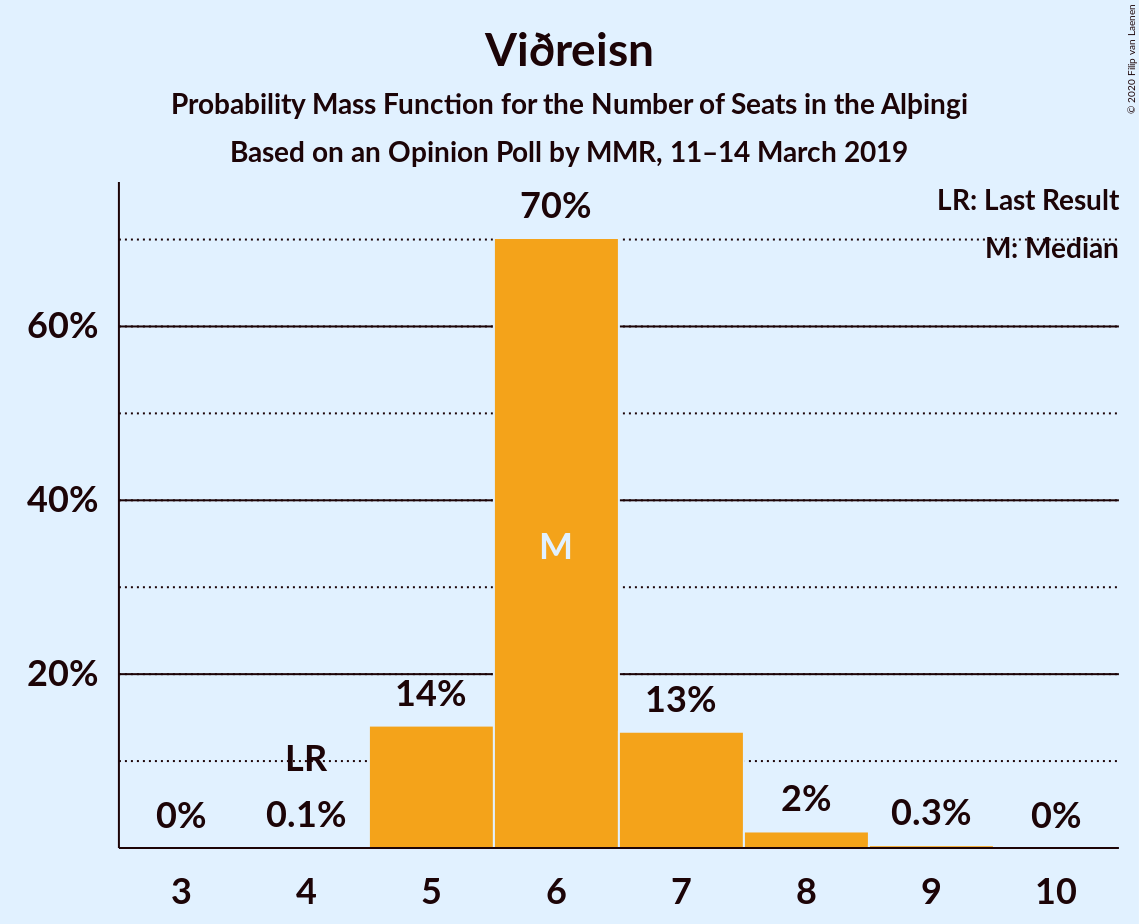 Viðreisn
Probability Mass Function for the Number of Seats in the Alþingi
Based on an Opinion Poll by MMR, 11–14 March 2019
© 2020 Filip van Laenen
LR: Last Result
M: Median
70%
60%
40%
20%
M
14%
13%
LR
0%
0.1%
2%
0.3%
0%
3 4 5 6 7 8 9 10